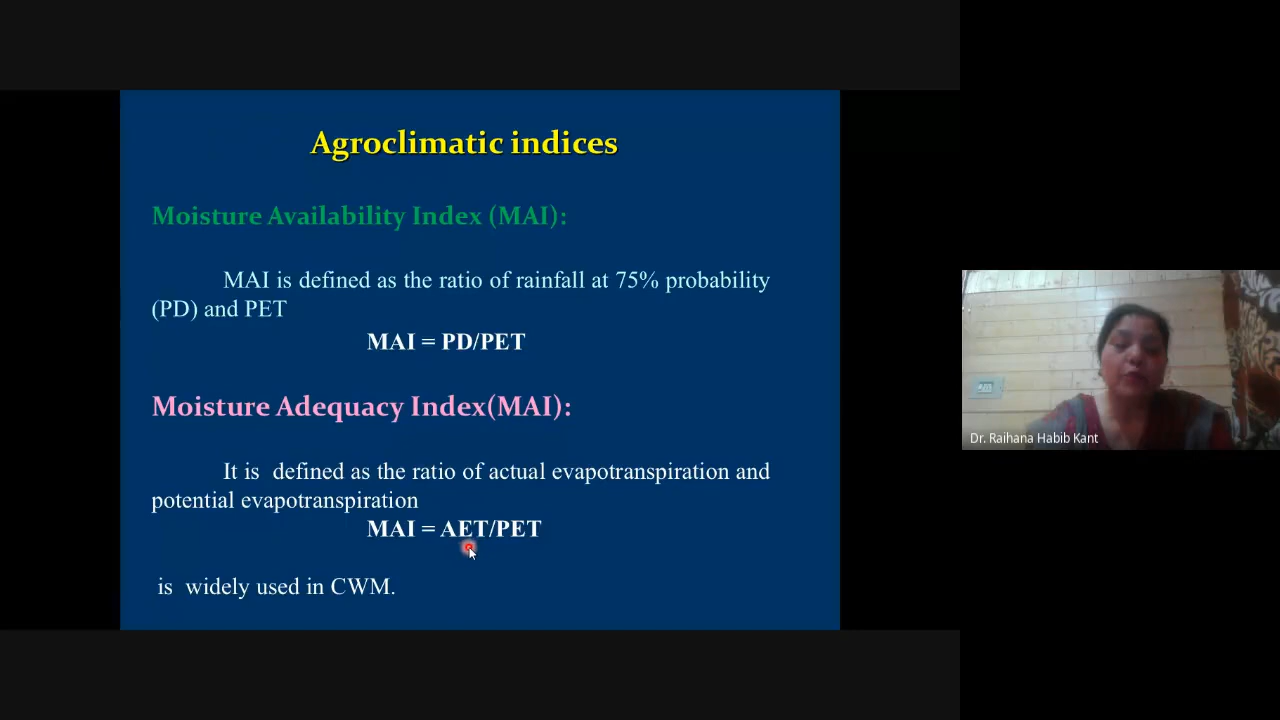 Agroclimatic indices
Moisture Availability Index (MAI):
MAI is defined as the ratio of rainfall at 75% probability
(PD) and PET
MAI = PD/PET
Moisture Adequacy Index(MAI):
It is defined as the ratio of actual evapotranspiration and
potential evapotranspiration
MAI = AET/PET
is widely used in CWM.
Dr. Raihana Habib Kant